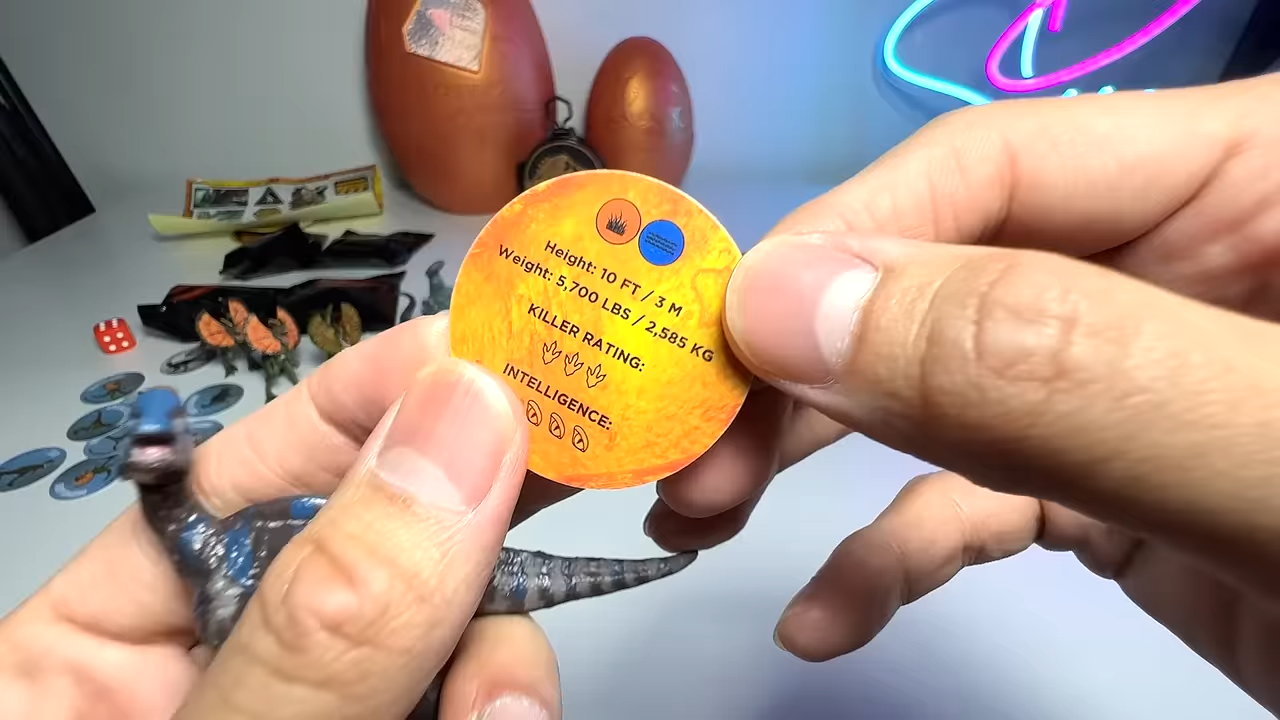 Height: 10 FT / 3 M
Weight: 5,700 LBS / 2,585 KG
KILLER RATING:
INTELLIGENCE: